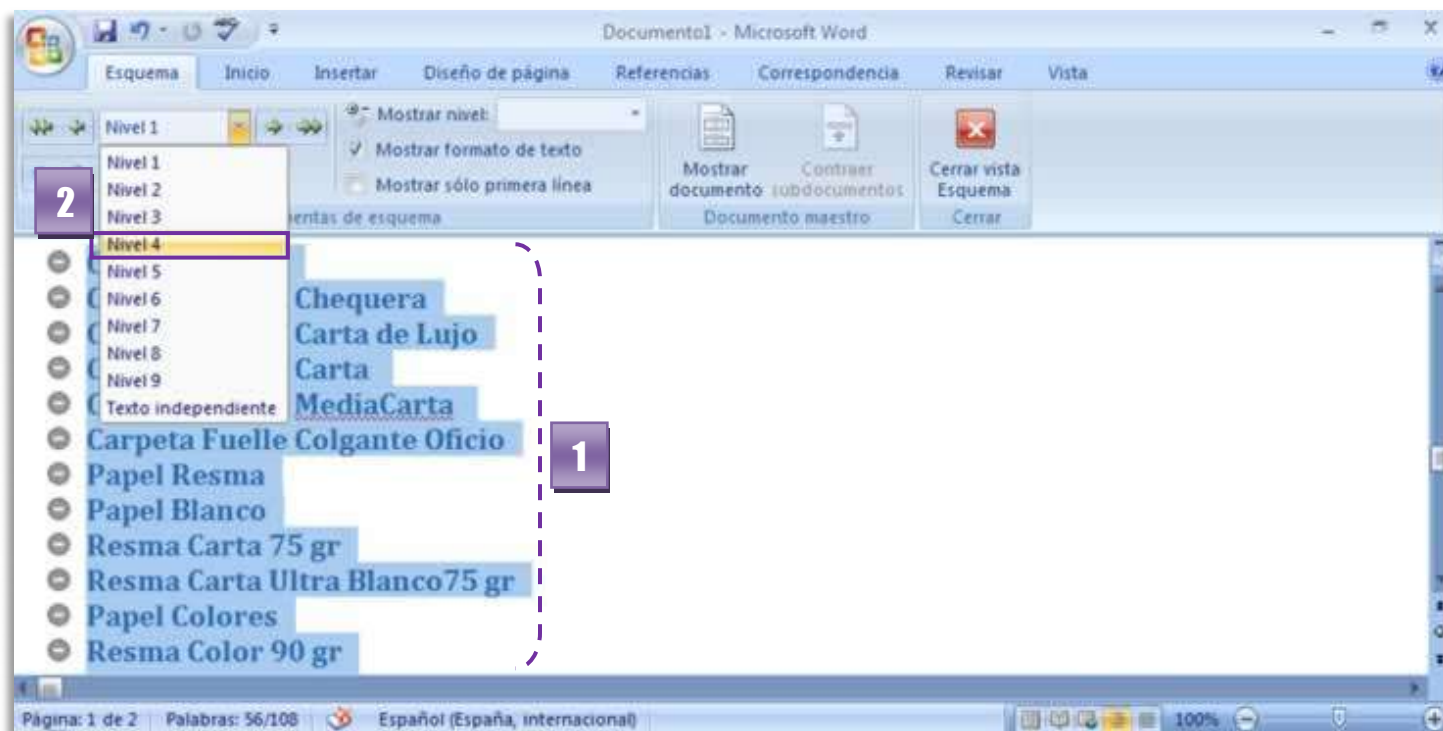 Documento1 - Microsoft Word
Esquema Inicio Insertar Diseño de página Referencias Correspondencia Revisar Vista
Nivel 1
Mostrar nivel:
Mostrar formato de texto
Mostrar sólo primera línea
Mostrar documento
Contraer subdocumentos
Cerrar vista Esquema
Documento maestro
Cerrar
de esquema
2
Nivel 1
Nivel 2
Nivel 3
Nivel 4
Nivel 5
Nivel 6
Nivel 7
Nivel 8
Nivel 9
Texto independiente
Chequera
Carta de Lujo
Carta
MediaCarta
Carpeta Fuelle Colgante Oficio
1
Papel Resma
Papel Blanco
Resma Carta 75 gr
Resma Carta Ultra Blanco75 gr
Papel Colores
Resma Color 90 gr
Página: 1 de 2 Palabras: 56/108 Español (España, internacional) 100%